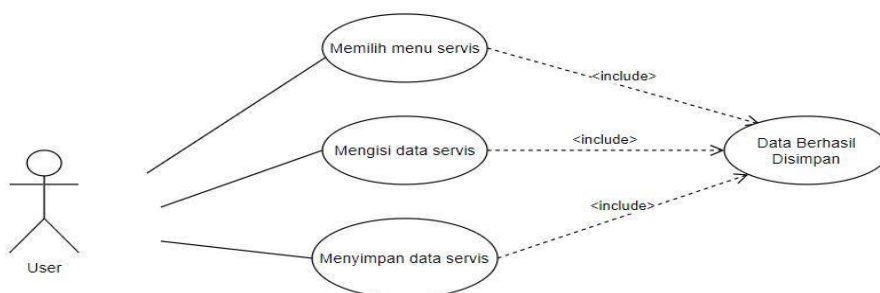 Memilih menu servis
<include>
Mengisi data servis
<include>
Data Berhasil
Disimpan
<include>
Menyimpan data servis
User